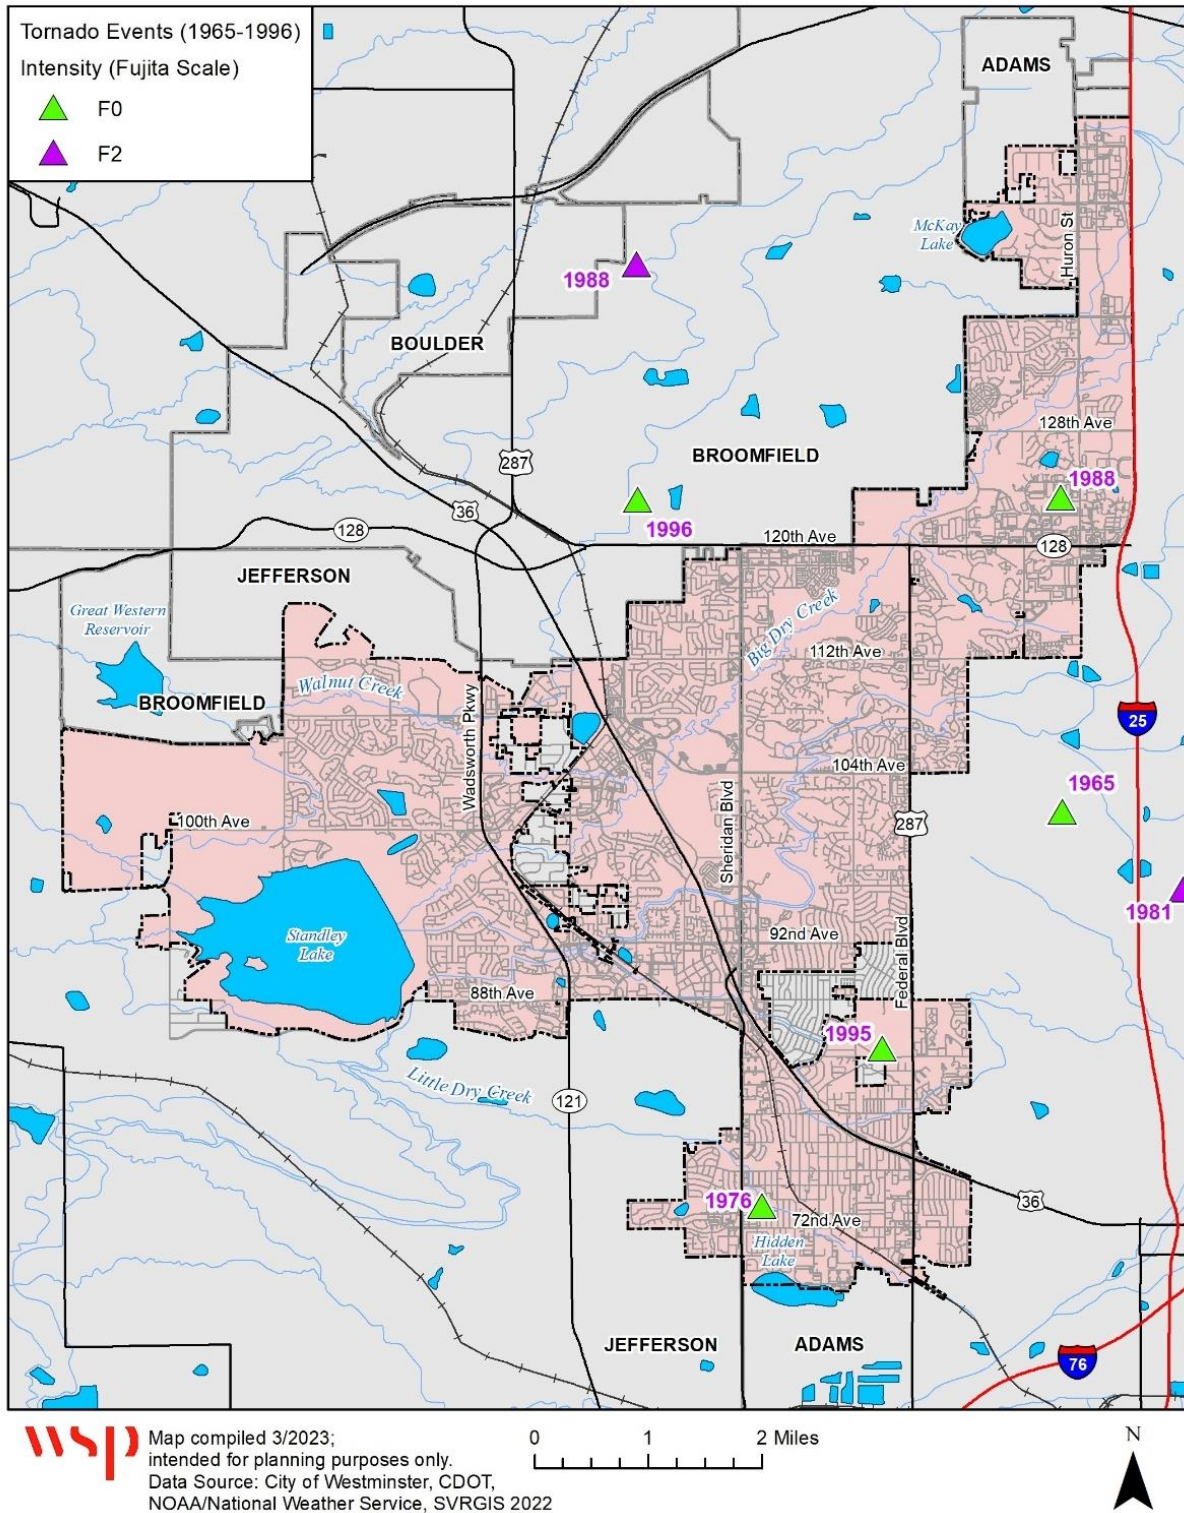 Tornado Events (1965-1996)
Intensity (Fujita Scale)
F0
F2
ADAMS
McKay
Lake
Huron St
1988
BOULDER
128th Ave
BROOMFIELD
287
1988
36
1996
128
120th Ave
128
JEFFERSON
Great Western
Reservoir
Big Dry Creek
112th Ave
Walnut Creek
BROOMFIELD
Wadsworth Pkwy
25
104th Ave
Sheridan Blvd
1965
100th Ave
287
1981
Standley
Lake
92nd Ave
Federal Blvd
88th Ave
1995
Little Dry Creek
121
1976
72nd Ave
36
Hidden
Lake
JEFFERSON
ADAMS
76
wsp
Map compiled 3/2023;
intended for planning purposes only.
Data Source: City of Westminster, CDOT,
NOAA/National Weather Service, SVRGIS 2022
0 1 2 Miles
N